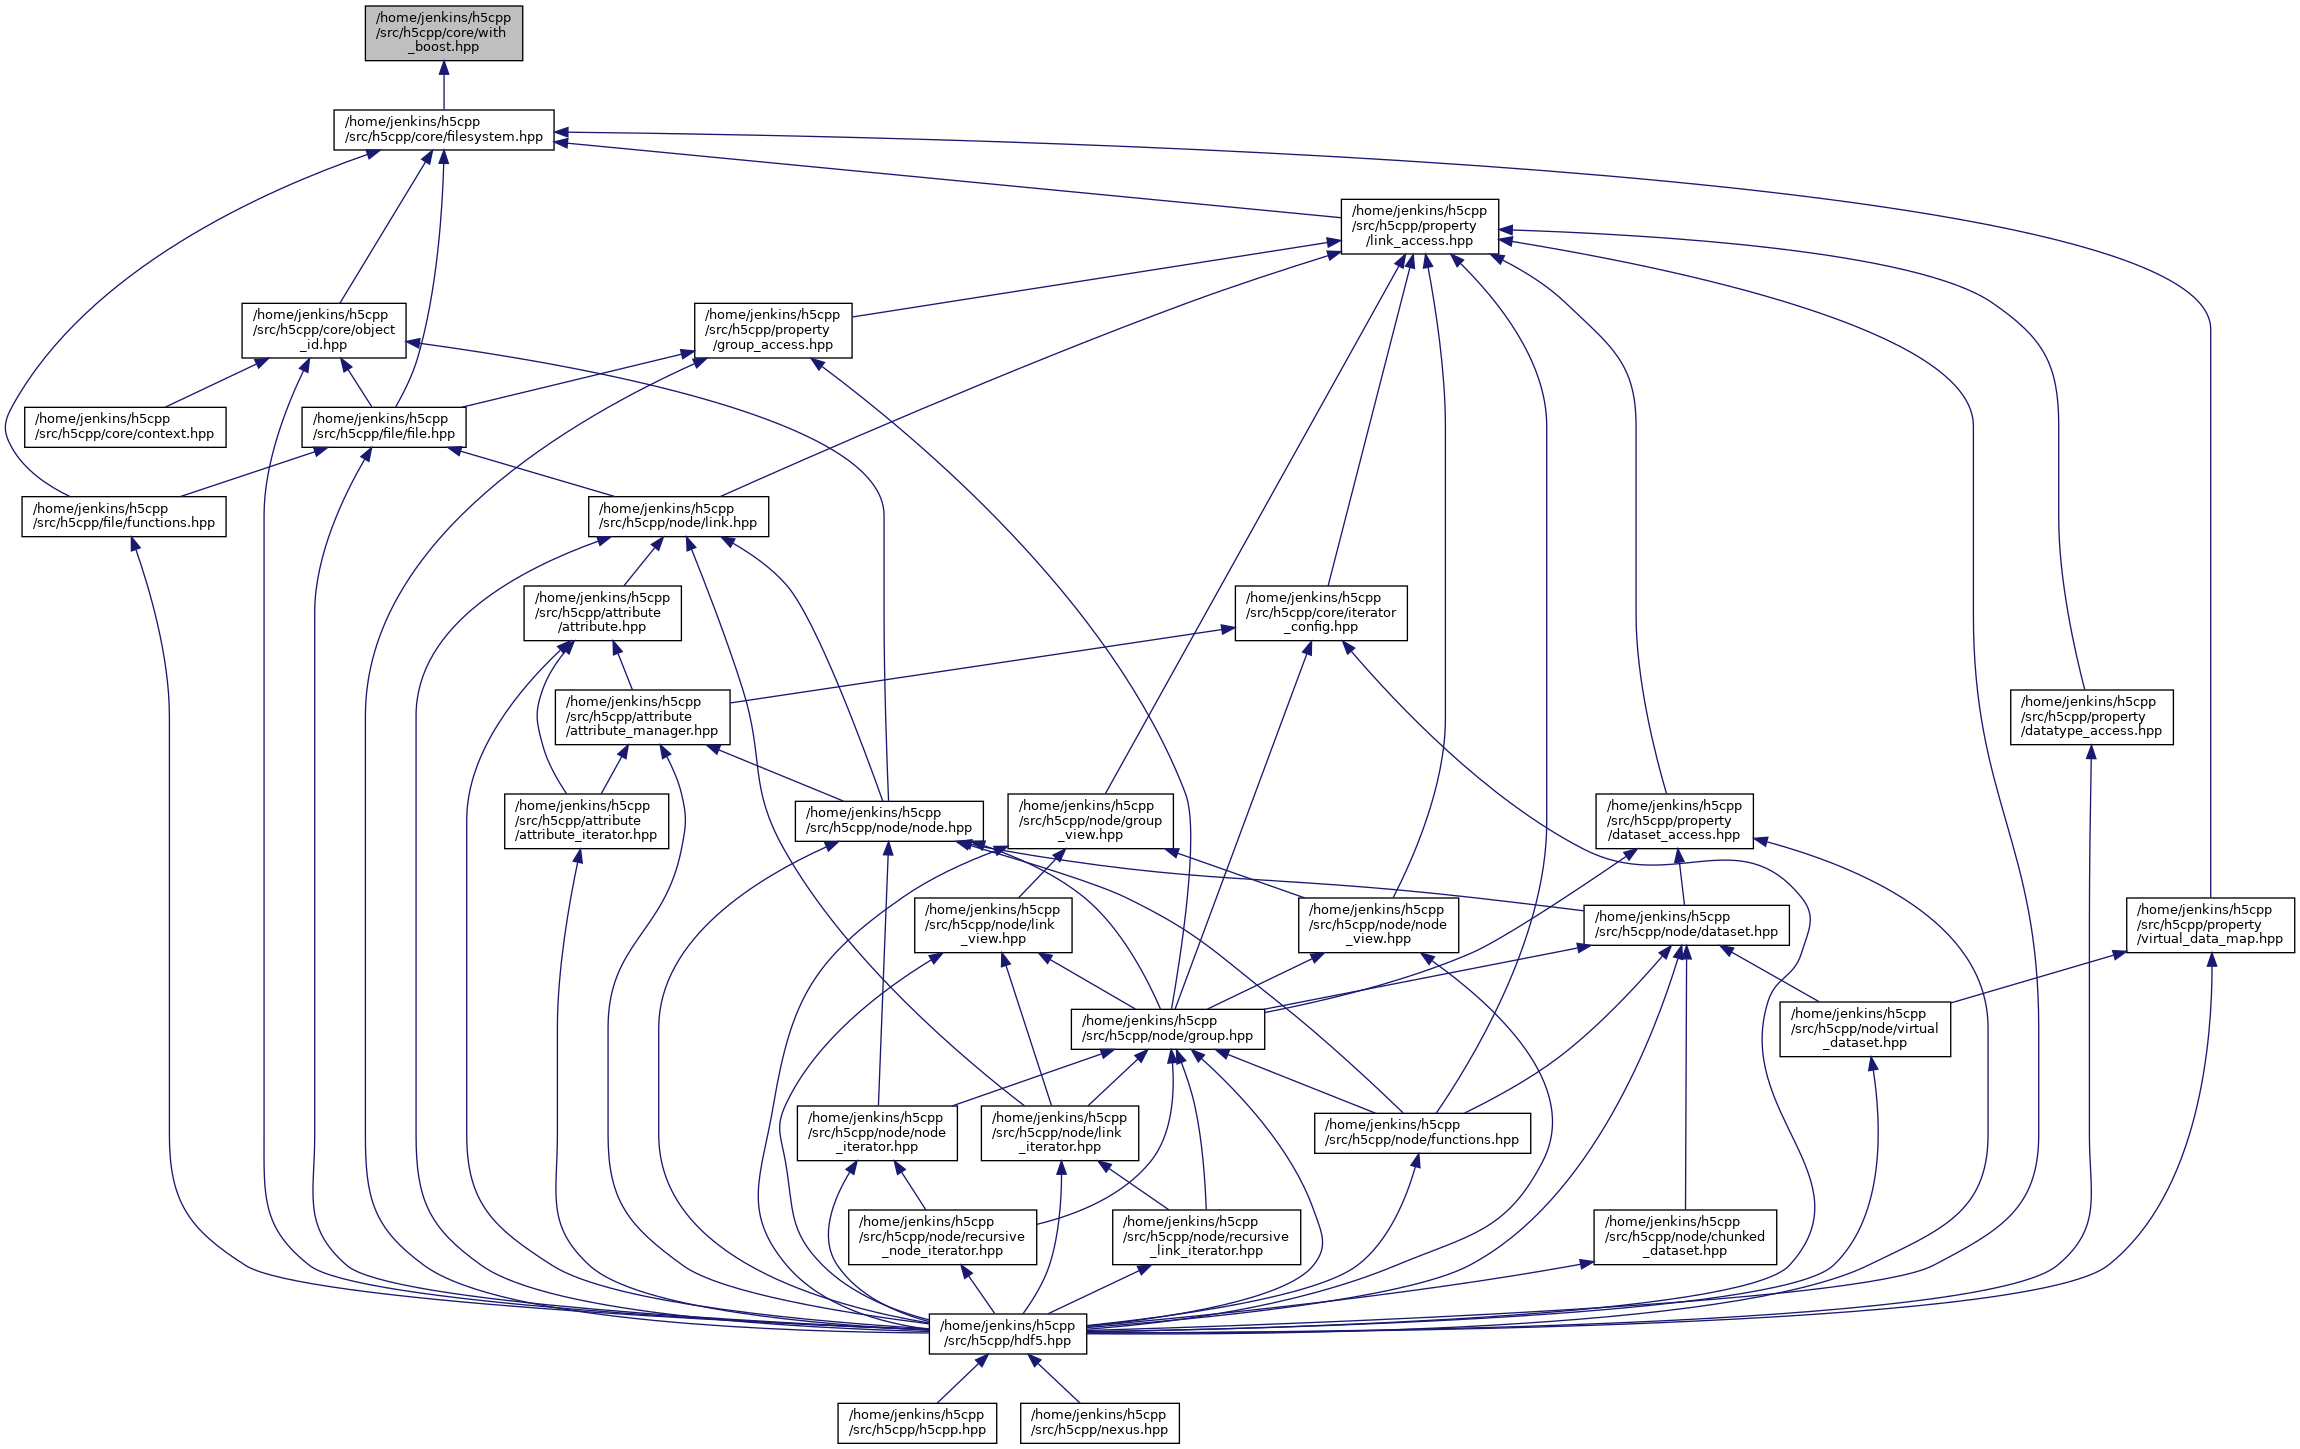 /home/jenkins/h5cpp
/src/h5cpp/core/with
_boost.hpp
/home/jenkins/h5cpp
/src/h5cpp/core/filesystem.hpp
/home/jenkins/h5cpp
/src/h5cpp/property
/link_access.hpp
/home/jenkins/h5cpp
/src/h5cpp/core/object
_id.hpp
/home/jenkins/h5cpp
/src/h5cpp/property
/group_access.hpp
/home/jenkins/h5cpp
/src/h5cpp/core/context.hpp
/home/jenkins/h5cpp
/src/h5cpp/file/file.hpp
/home/jenkins/h5cpp
/src/h5cpp/file/functions.hpp
/home/jenkins/h5cpp
/src/h5cpp/node/link.hpp
/home/jenkins/h5cpp
/src/h5cpp/attribute
/attribute.hpp
/home/jenkins/h5cpp
/src/h5cpp/core/iterator
_config.hpp
/home/jenkins/h5cpp
/src/h5cpp/attribute
/attribute_manager.hpp
/home/jenkins/h5cpp
/src/h5cpp/property
/datatype_access.hpp
/home/jenkins/h5cpp
/src/h5cpp/attribute
/attribute_iterator.hpp
/home/jenkins/h5cpp
/src/h5cpp/node/node.hpp
/home/jenkins/h5cpp
/src/h5cpp/node/group
_view.hpp
/home/jenkins/h5cpp
/src/h5cpp/property
/dataset_access.hpp
/home/jenkins/h5cpp
/src/h5cpp/node/link
_view.hpp
/home/jenkins/h5cpp
/src/h5cpp/node/node
_view.hpp
/home/jenkins/h5cpp
/src/h5cpp/node/dataset.hpp
/home/jenkins/h5cpp
/src/h5cpp/property
/virtual_data_map.hpp
/home/jenkins/h5cpp
/src/h5cpp/node/group.hpp
/home/jenkins/h5cpp
/src/h5cpp/node/virtual
_dataset.hpp
/home/jenkins/h5cpp
/src/h5cpp/node/node
_iterator.hpp
/home/jenkins/h5cpp
/src/h5cpp/node/link
_iterator.hpp
/home/jenkins/h5cpp
/src/h5cpp/node/functions.hpp
/home/jenkins/h5cpp
/src/h5cpp/node/recursive
_node_iterator.hpp
/home/jenkins/h5cpp
/src/h5cpp/node/recursive
_link_iterator.hpp
/home/jenkins/h5cpp
/src/h5cpp/node/chunked
_dataset.hpp
/home/jenkins/h5cpp
/src/h5cpp/hdf5.hpp
/home/jenkins/h5cpp
/src/h5cpp/h5cpp.hpp
/home/jenkins/h5cpp
/src/h5cpp/nexus.hpp